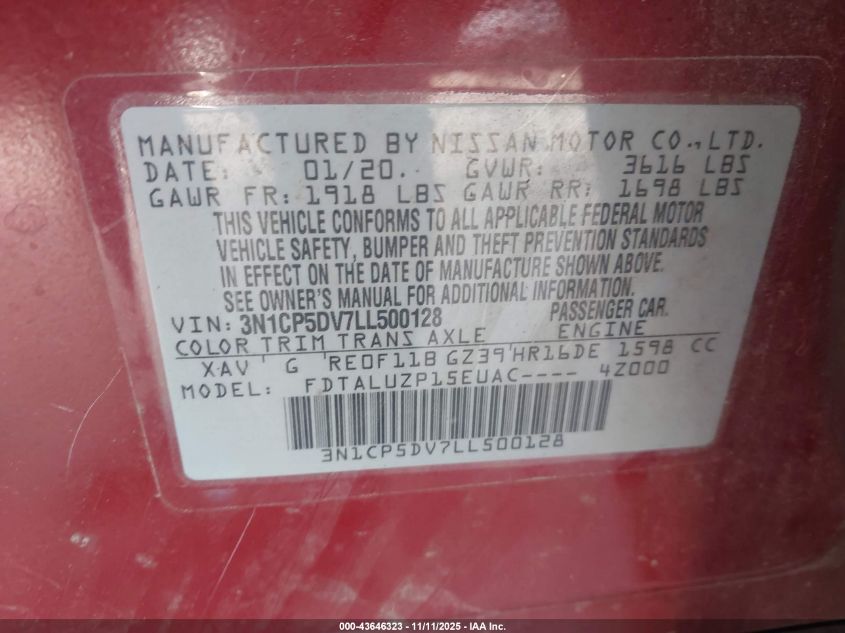 MANUFACTURED BY NISSAN MOTOR CO.,LTD.
DATE: 01/20. GVWR: 3616 LBS
GAWR FR: 1918 LBS GAWR RR: 1698 LBS
THIS VEHICLE CONFORMS TO ALL APPLICABLE FEDERAL MOTOR
VEHICLE SAFETY, BUMPER AND THEFT PREVENTION STANDARDS
IN EFFECT ON THE DATE OF MANUFACTURE SHOWN ABOVE.
SEE OWNER'S MANUAL FOR ADDITIONAL INFORMATION.
VIN: 3N1CP5DV7LL500128 PASSENGER CAR.
COLOR TRIM TRANS AXLE ENGINE
XAV ' G 'RE0F11B GZ39'HR16DE 1598 CC
MODEL: FDTALUZP15EUAC---- 4Z000
3N1CP5DV7LL500128
000-43646323 - 11/11/2025 - IAA Inc.